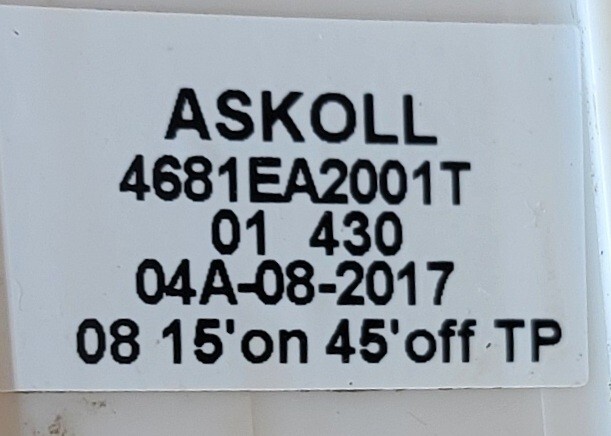 ASKOLL
4681EA2001T
01 430
04A-08-2017
08 15'on 45'off TP